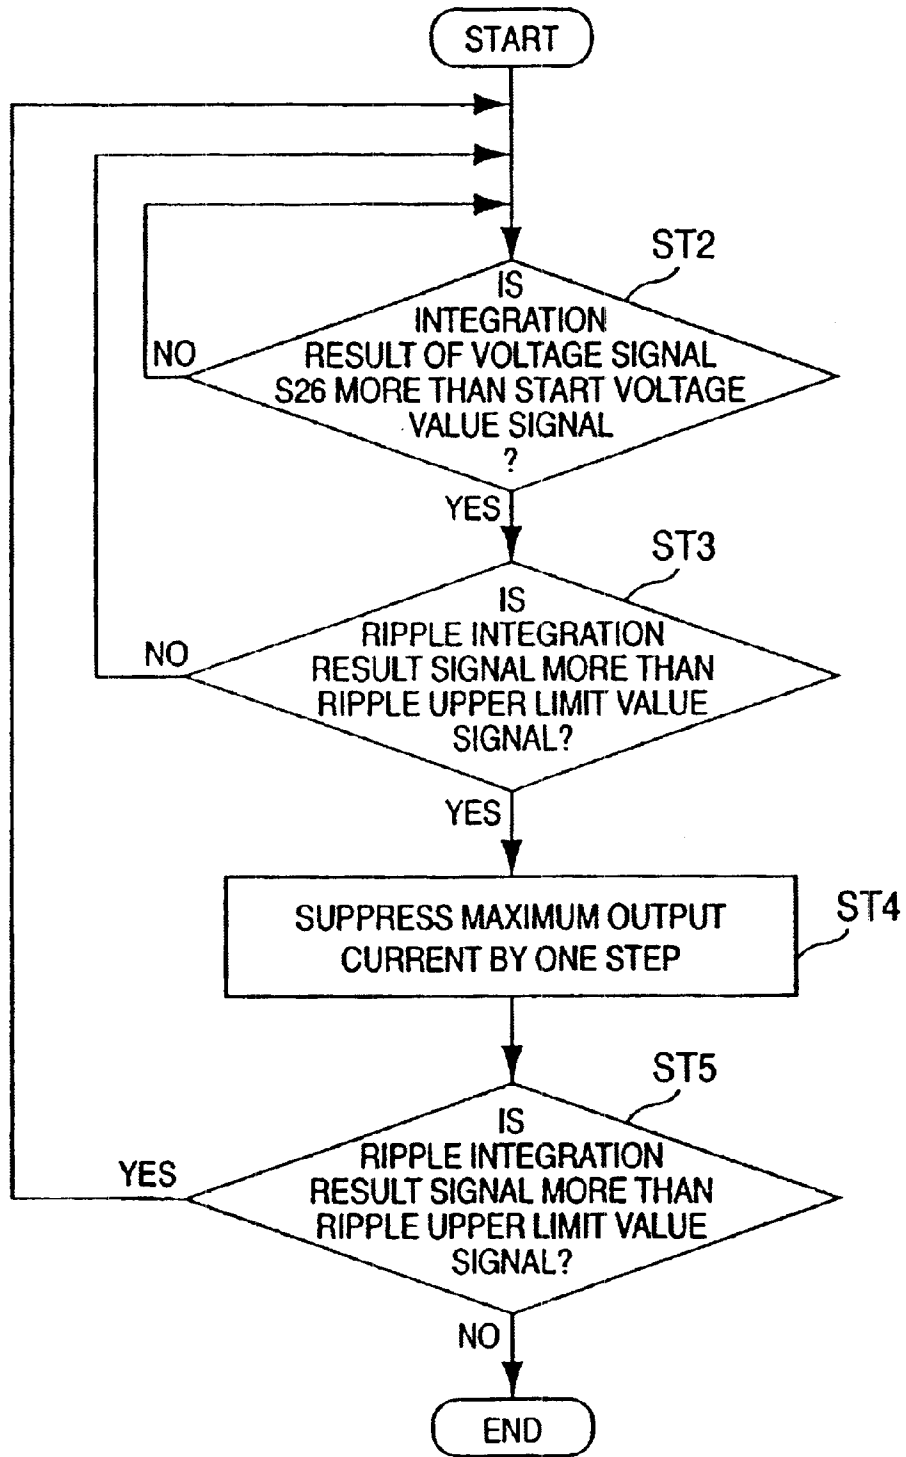 START
ST2
IS
INTEGRATION
RESULT OF VOLTAGE SIGNAL
S26 MORE THAN START VOLTAGE
VALUE SIGNAL
?
NO
YES
ST3
IS
RIPPLE INTEGRATION
RESULT SIGNAL MORE THAN
RIPPLE UPPER LIMIT VALUE
SIGNAL?
NO
YES
SUPPRESS MAXIMUM OUTPUT
CURRENT BY ONE STEP
ST4
ST5
IS
RIPPLE INTEGRATION
RESULT SIGNAL MORE THAN
RIPPLE UPPER LIMIT VALUE
SIGNAL?
YES
NO
END